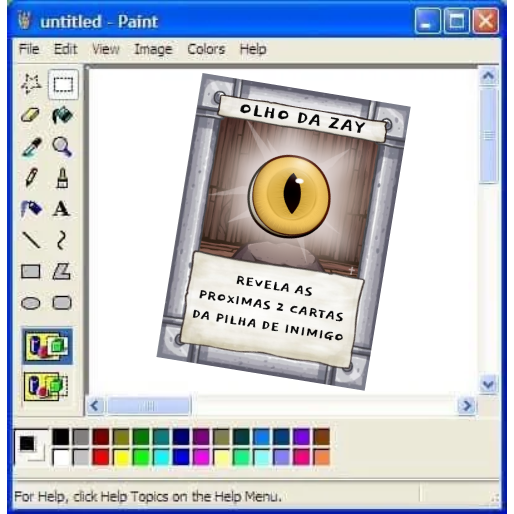 untitled - Paint
File Edit View Image Colors Help
A
OLHO DA ZAY
REVELA AS
PROXIMAS 2 CARTAS
DA PILHA DE INIMIGO
For Help, click Help Topics on the Help Menu.